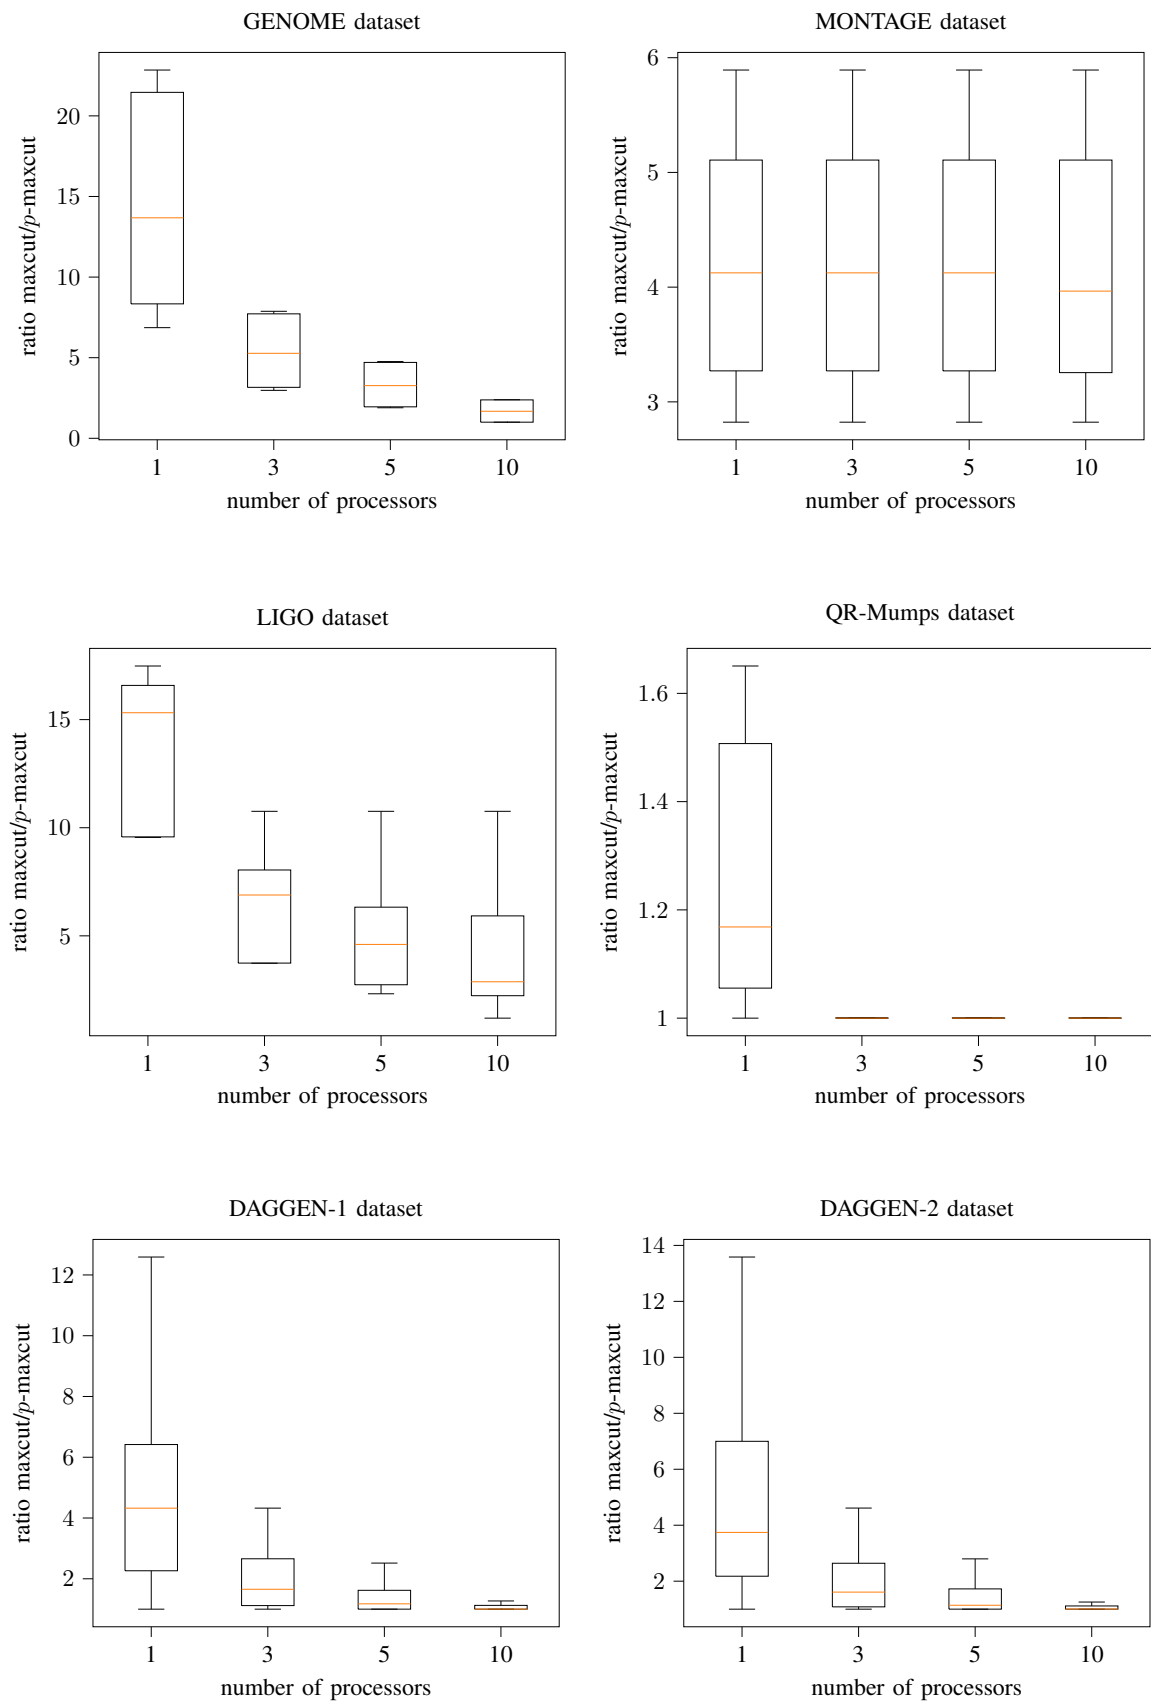 GENOME dataset
ratio maxcut/p-maxcut
20
15
10
5
0
1 3 5 10
number of processors
MONTAGE dataset
ratio maxcut/p-maxcut
6
5
4
3
1 3 5 10
number of processors
LIGO dataset
ratio maxcut/p-maxcut
15
10
5
1 3 5 10
number of processors
QR-Mumps dataset
ratio maxcut/p-maxcut
1.6
1.4
1.2
1
1 3 5 10
number of processors
DAGGEN-1 dataset
ratio maxcut/p-maxcut
12
10
8
6
4
2
1 3 5 10
number of processors
DAGGEN-2 dataset
ratio maxcut/p-maxcut
14
12
10
8
6
4
2
1 3 5 10
number of processors